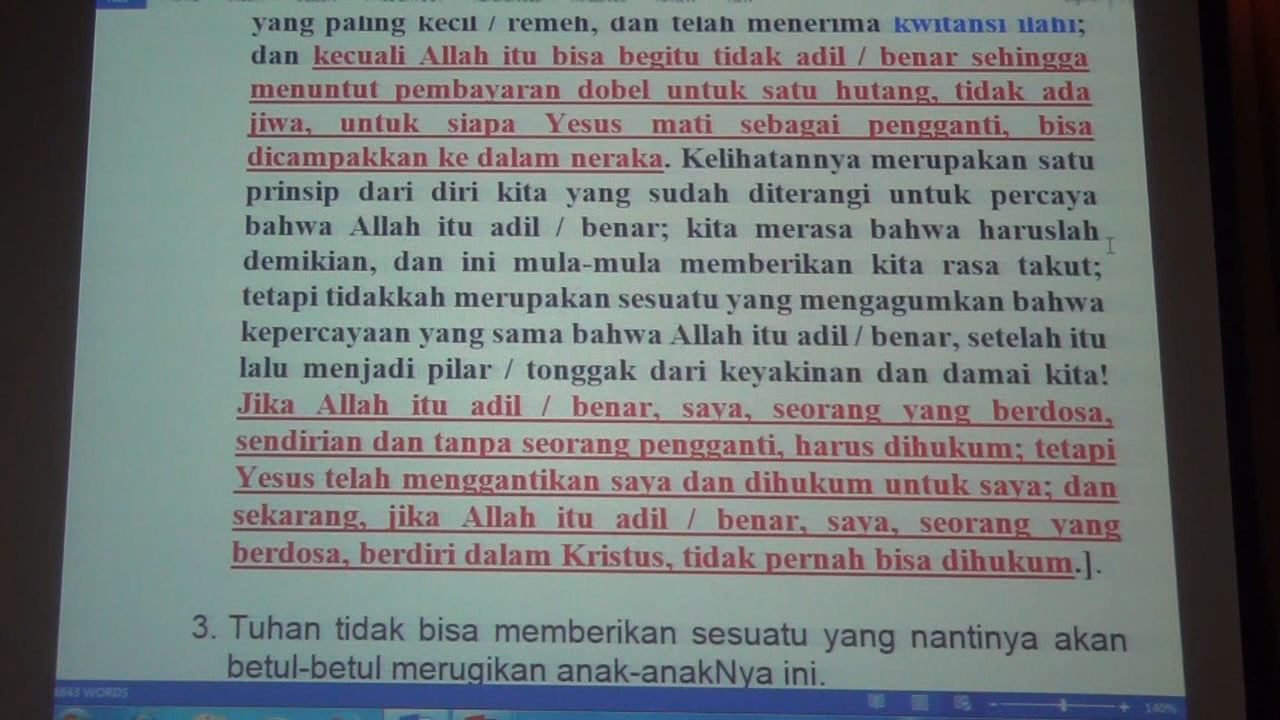 yang paling kecil / remeh, dan telah menerima kwitansi ilahi;
dan kecuali Allah itu bisa begitu tidak adil / benar sehingga
menuntut pembayaran dobel untuk satu hutang, tidak ada
jiwa, untuk siapa Yesus mati sebagai pengganti, bisa
dicampakkan ke dalam neraka. Kelihatannya merupakan satu
prinsip dari diri kita yang sudah diterangi untuk percaya
bahwa Allah itu adil / benar; kita merasa bahwa haruslah
demikian, dan ini mula-mula memberikan kita rasa takut;
tetapi tidakkah merupakan sesuatu yang mengagumkan bahwa
kepercayaan yang sama bahwa Allah itu adil / benar, setelah itu
lalu menjadi pilar / tonggak dari keyakinan dan damai kita!
Jika Allah itu adil / benar, saya, seorang yang berdosa,
sendirian dan tanpa seorang pengganti, harus dihukum; tetapi
Yesus telah menggantikan saya dan dihukum untuk saya; dan
sekarang, jika Allah itu adil / benar, saya, seorang yang
berdosa, berdiri dalam Kristus, tidak pernah bisa dihukum.].
3. Tuhan tidak bisa memberikan sesuatu yang nantinya akan
betul-betul merugikan anak-anakNya ini.
WORDS
140%